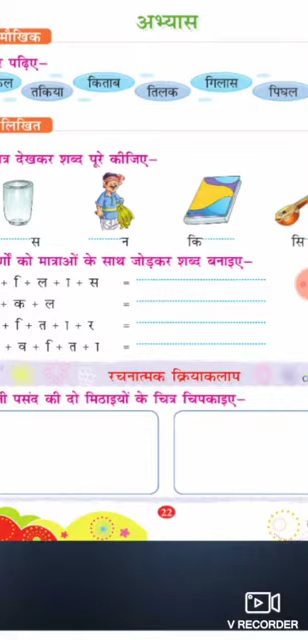 अभ्यास
मौखिक
पढ़िए-
तकिया किताब तिलक गिलास पिघल
लिखित
देखकर शब्द पूरे कीजिए-
स न कि सि
को मात्राओं के साथ जोड़कर शब्द बनाइए-
+ ि + ल + ा + स =
+ क + ल =
+ ि + त + ा + र =
+ व + ि + त + ा =
रचनात्मक क्रियाकलाप
पसंद की दो मिठाइयों के चित्र चिपकाइए-
22
V RECORDER